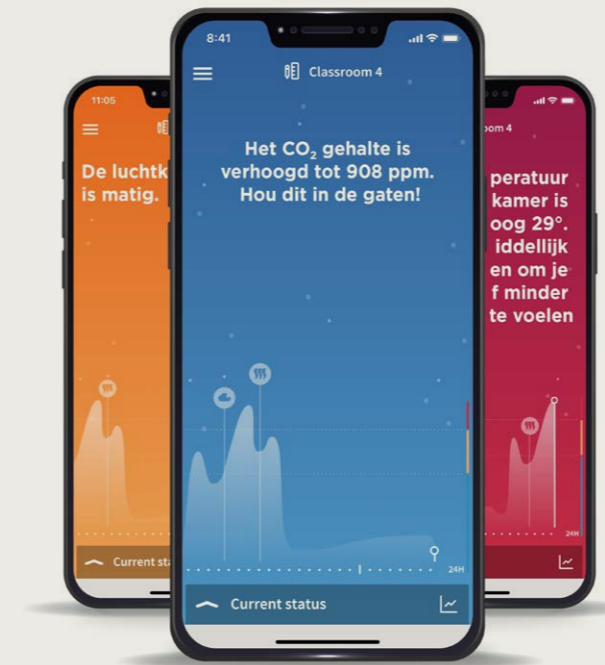 11:05
De luchtk
is matig.
Current sta
8:41
Classroom 4
Het CO₂ gehalte is
verhoogd tot 908 ppm.
Hou dit in de gaten!
24H
Current status
oom 4
peratuur
kamer is
oog 29°.
iddellijk
en om je
f minder
te voelen
24H